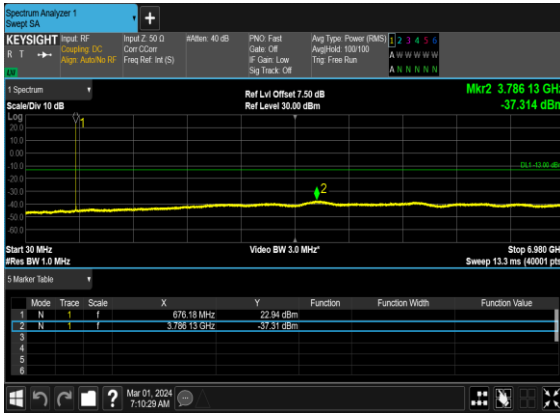 Spectrum Analyzer 1
Swept SA
+
KEYSIGHT
R T
Input: RF
Coupling: DC
Align: Auto/No RF
Input Z: 50 Ω
Corr CCorr
Freq Ref: Int (S)
#Atten: 40 dB
PNO: Fast
Gate: Off
IF Gain: Low
Sig Track: Off
Avg Type: Power (RMS)
Avg|Hold: 100/100
Trig: Free Run
1 2 3 4 5 6
A W W W W W
A N N N N N
1 Spectrum
Scale/Div 10 dB
Ref Lvl Offset 7.50 dB
Ref Level 30.00 dBm
Mkr2 3.786 13 GHz
-37.314 dBm
Log
20.0
10.0
0.00
-10.0
-20.0
-30.0
-40.0
-50.0
-60.0
1
DL1 -13.00 dBm
2
Start 30 MHz
#Res BW 1.0 MHz
Video BW 3.0 MHz*
Stop 6.980 GHz
Sweep 13.3 ms (40001 pts)
5 Marker Table
Mode Trace Scale X Y Function Function Width Function Value
1 N 1 f 676.18 MHz 22.94 dBm
2 N 1 f 3.786 13 GHz -37.31 dBm
3
4
5
6
?
Mar 01, 2024
7:10:29 AM